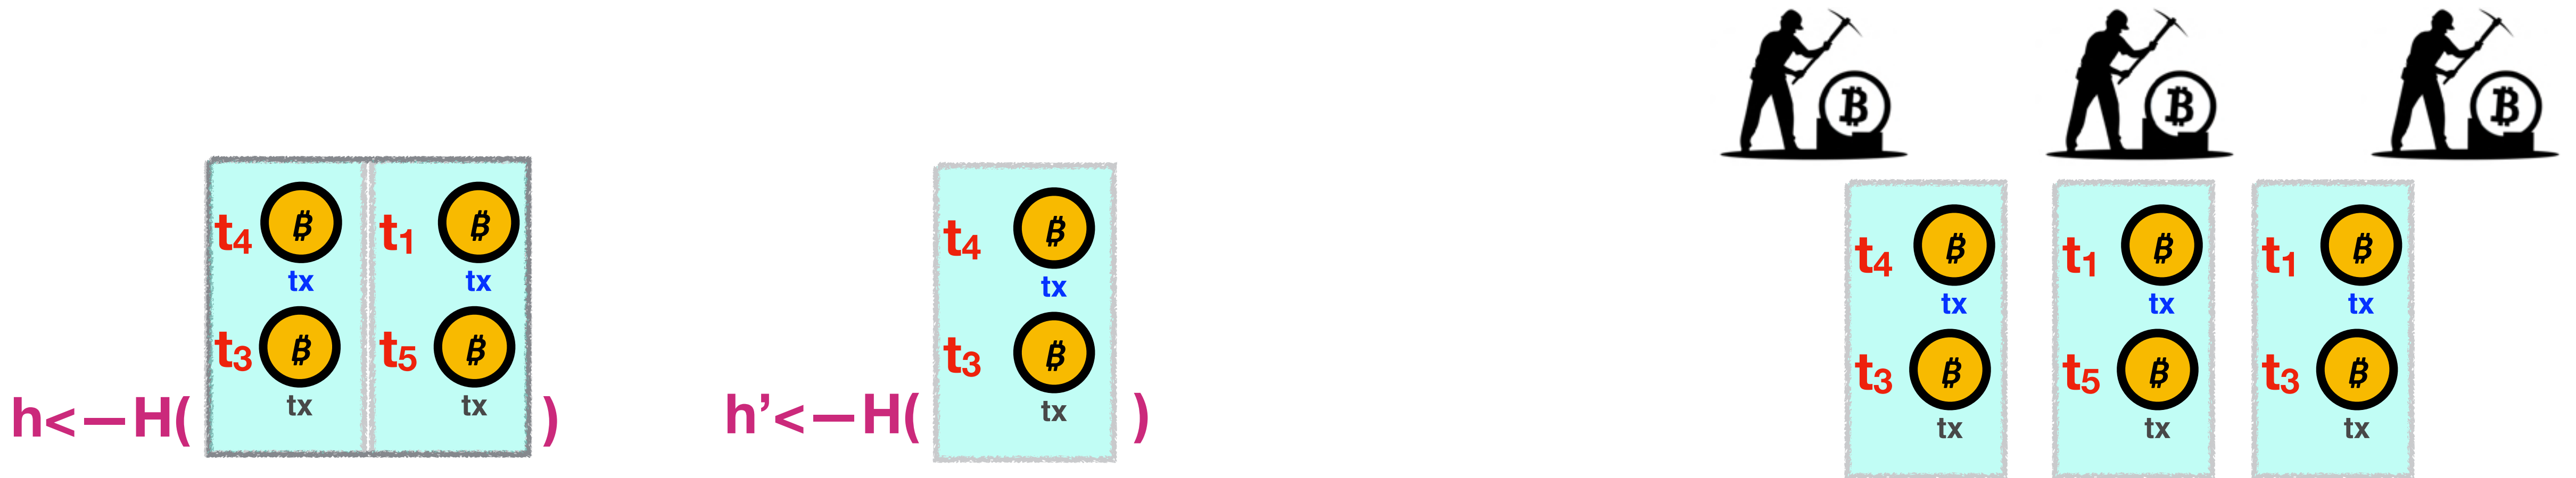 t4 ₿ t1 ₿
tx tx
t3 ₿ t5 ₿
tx tx
h<—H( )
t4 ₿
tx
t3 ₿
tx
h’<—H( )
₿ ₿ ₿
t4 ₿ t1 ₿ t1 ₿
tx tx tx
t3 ₿ t5 ₿ t3 ₿
tx tx tx